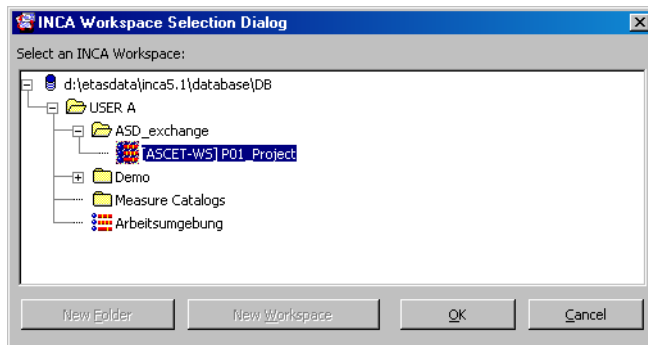 INCA Workspace Selection Dialog
Select an INCA Workspace:
d:\etasdata\inca5.1\database\DB
USER A
ASD_exchange
[ASCET-WS] P01_Project
Demo
Measure Catalogs
Arbeitsumgebung
New Folder New Workspace OK Cancel